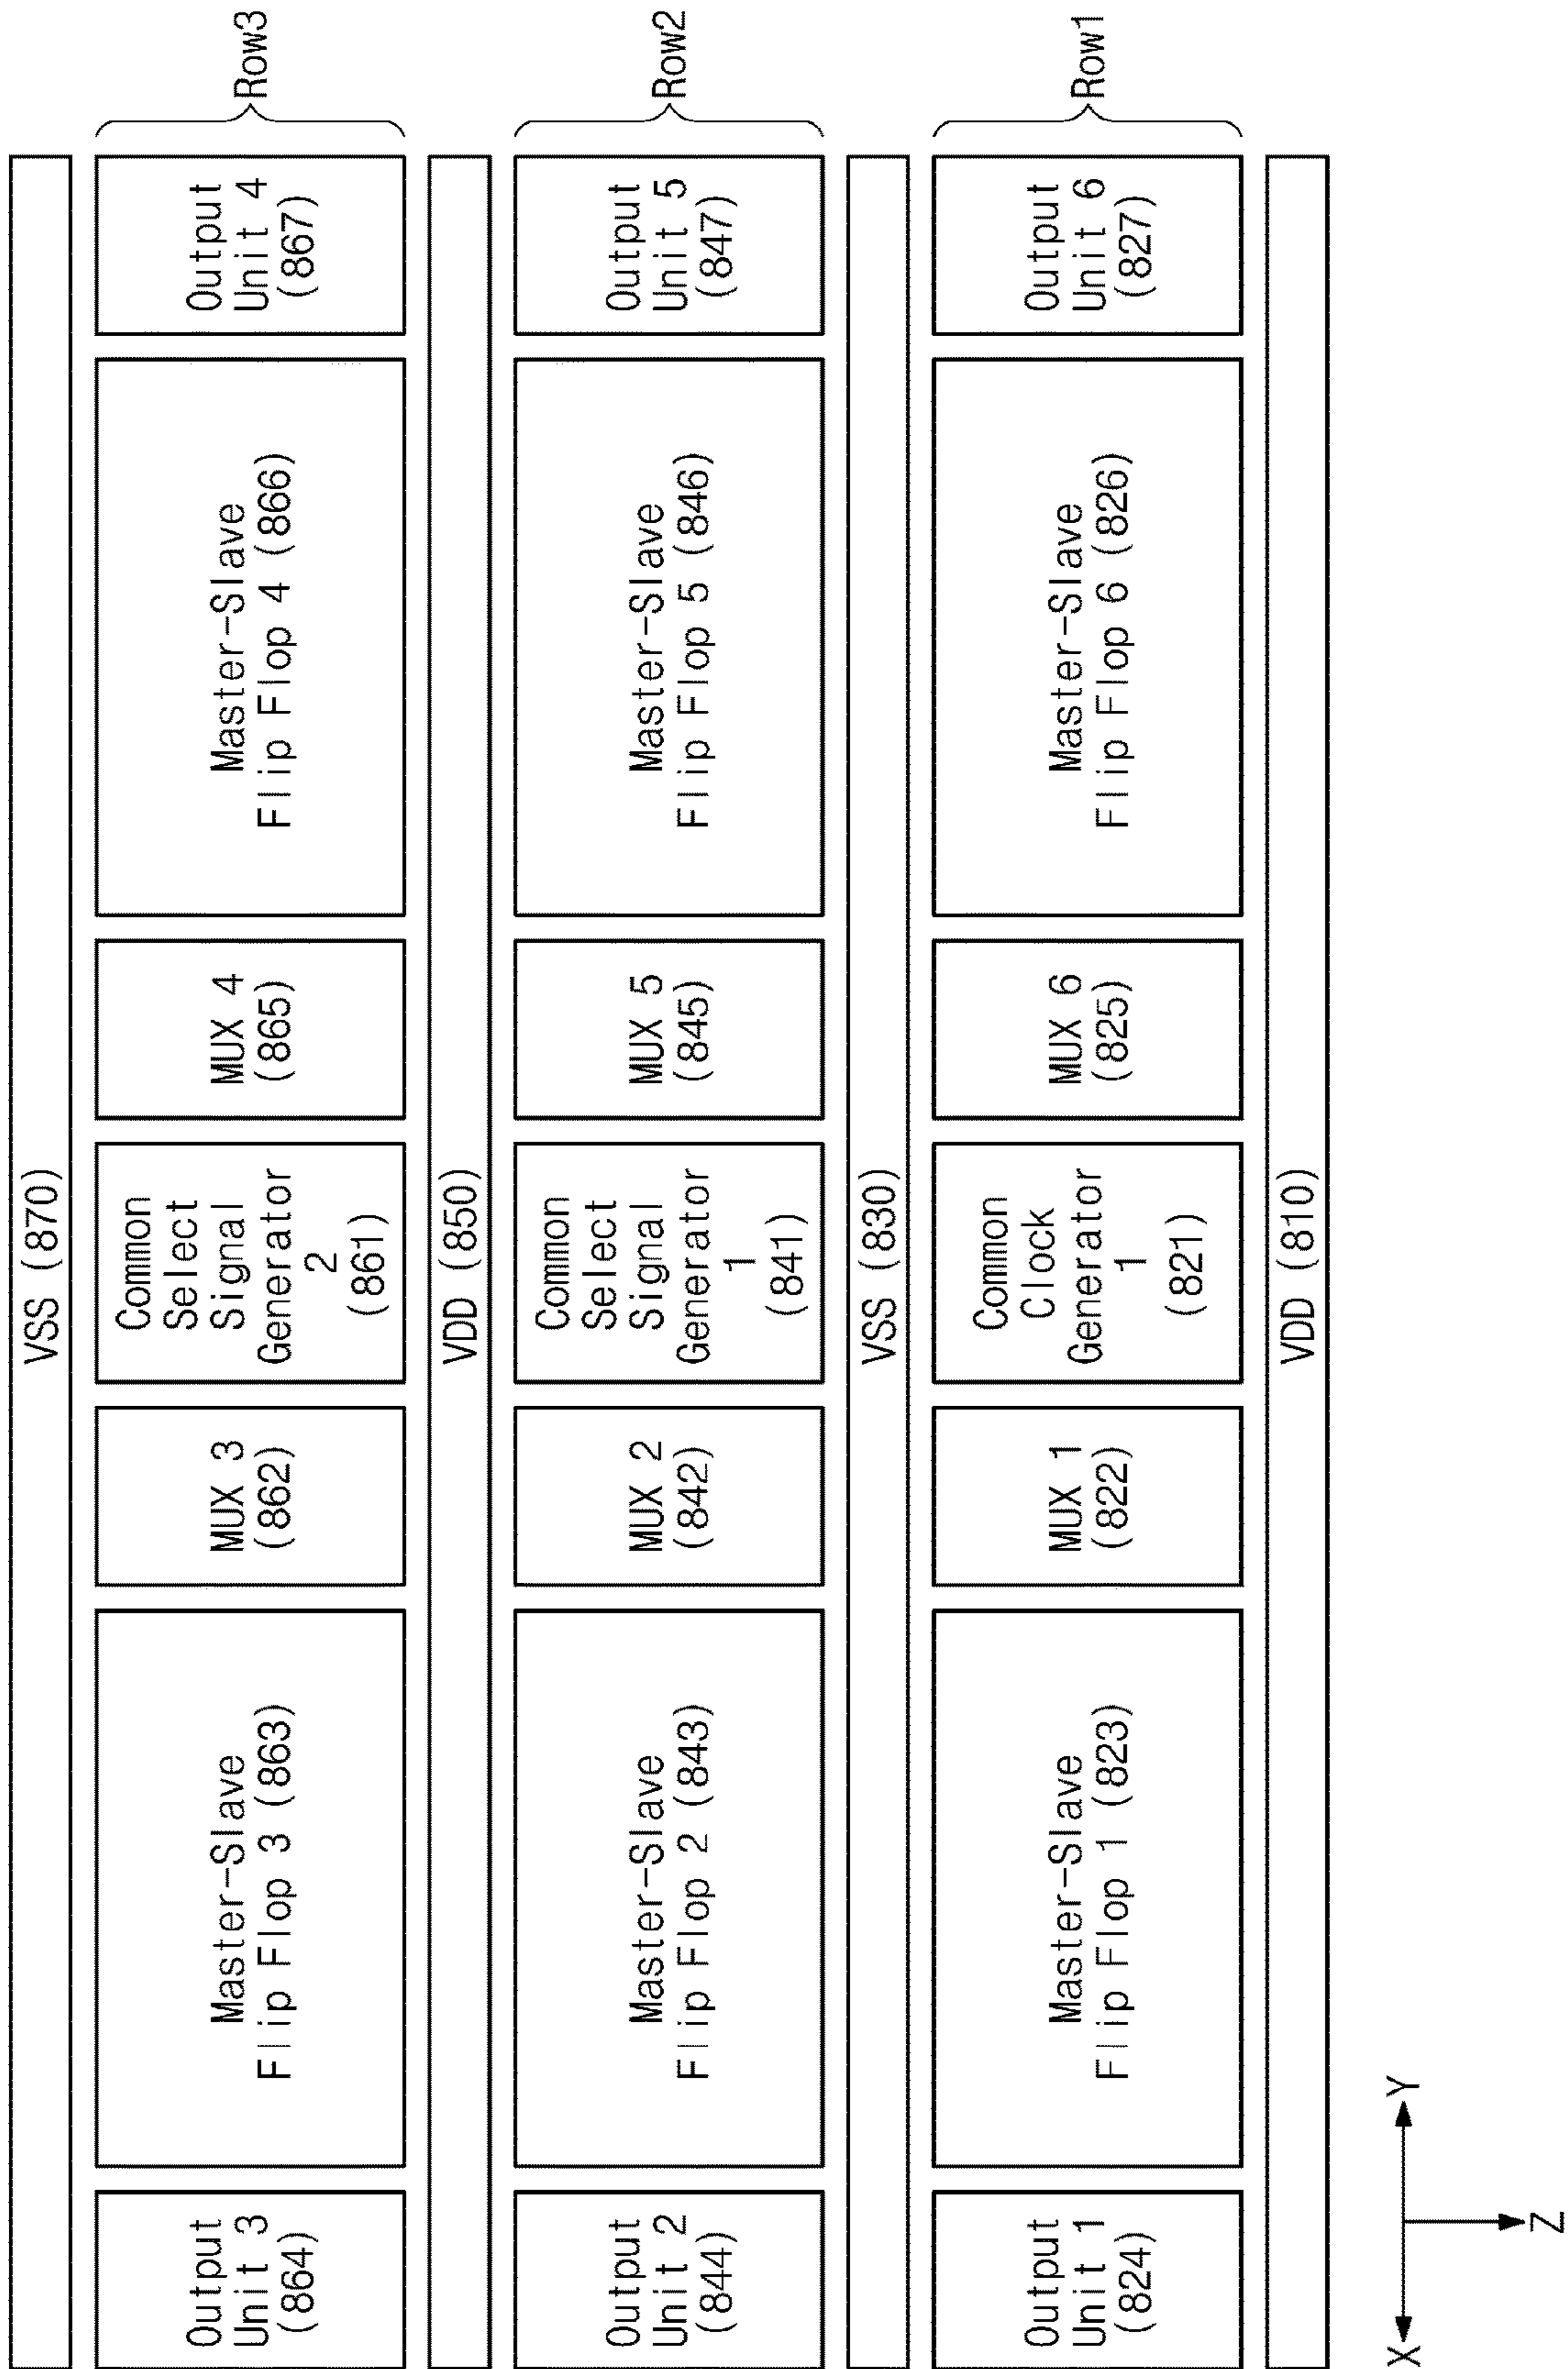 VSS (870)
Output
Unit 3
(864)
Master-Slave
Flip Flop 3 (863)
MUX 3
(862)
Common
Select
Signal
Generator
2
(861)
MUX 4
(865)
Master-Slave
Flip Flop 4 (866)
Output
Unit 4
(867)
Row3
VDD (850)
Output
Unit 2
(844)
Master-Slave
Flip Flop 2 (843)
MUX 2
(842)
Common
Select
Signal
Generator
1
(841)
MUX 5
(845)
Master-Slave
Flip Flop 5 (846)
Output
Unit 5
(847)
Row2
VSS (830)
Output
Unit 1
(824)
Master-Slave
Flip Flop 1 (823)
MUX 1
(822)
Common
Clock
Generator
1
(821)
MUX 6
(825)
Master-Slave
Flip Flop 6 (826)
Output
Unit 6
(827)
Row1
VDD (810)
X
Y
Z